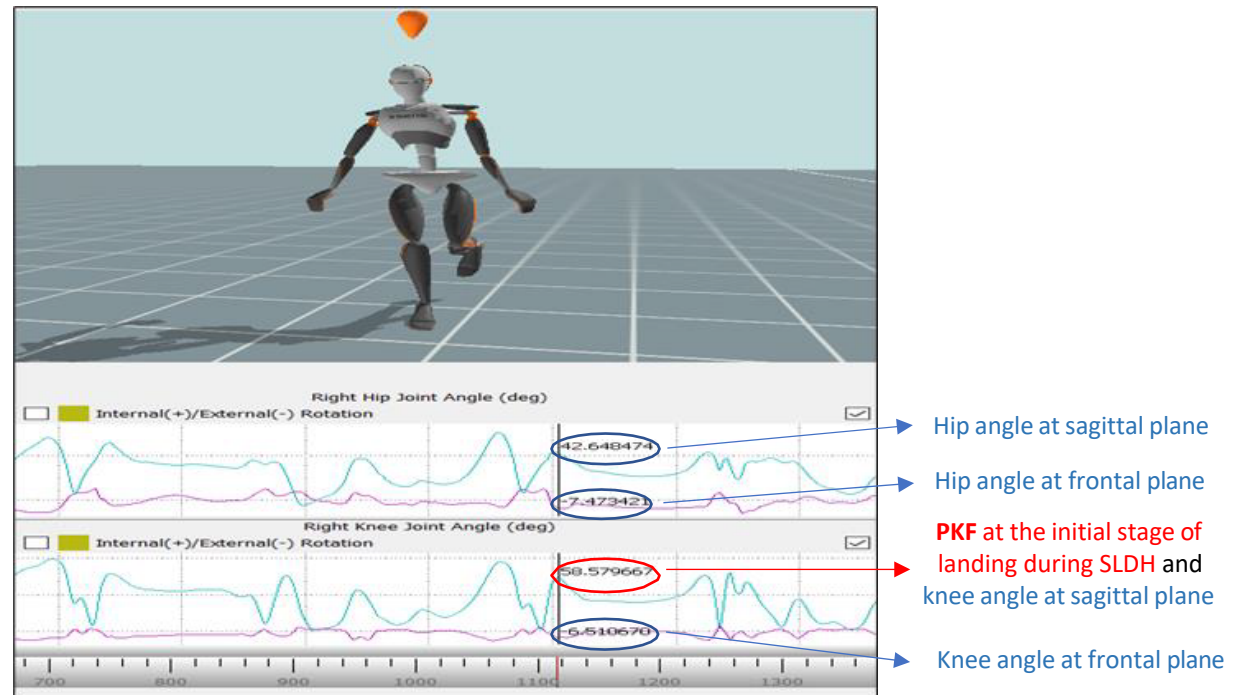 Right Hip Joint Angle (deg)
Internal(+)/External(-) Rotation
42.648474
-7.473421
Hip angle at sagittal plane
Hip angle at frontal plane
Right Knee Joint Angle (deg)
Internal(+)/External(-) Rotation
58.579667
-6.510670
PKF at the initial stage of
landing during SLDH and
knee angle at sagittal plane
Knee angle at frontal plane
700 800 900 1000 1100 1200 1300